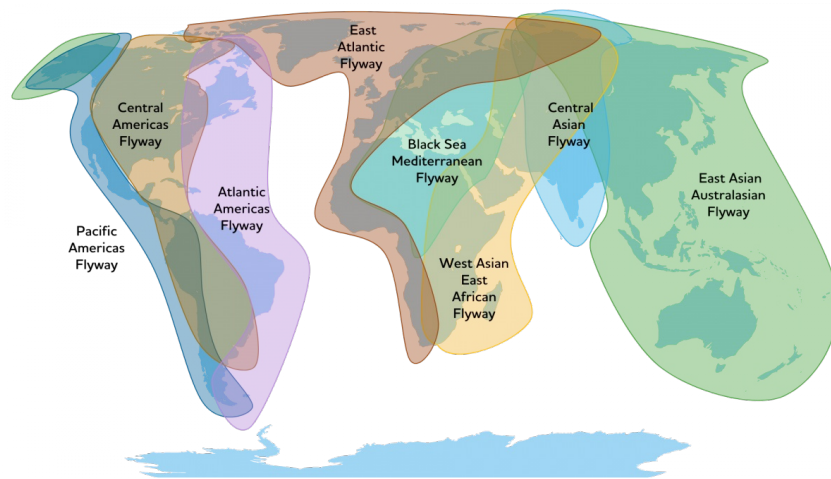 East
Atlantic
Flyway
Central
Americas
Flyway
Central
Asian
Flyway
Black Sea
Mediterranean
Flyway
East Asian
Australasian
Flyway
Atlantic
Americas
Flyway
Pacific
Americas
Flyway
West Asian
East
African
Flyway